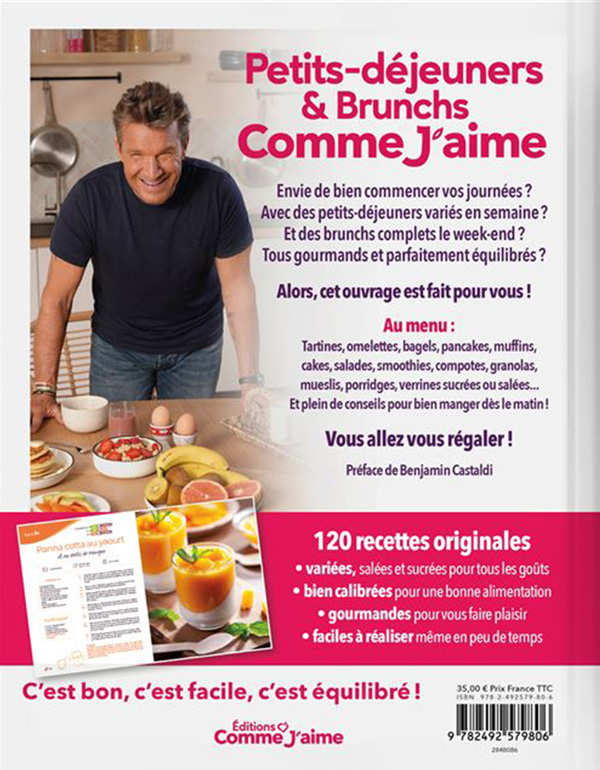 Petits-déjeuners
& Brunchs
Comme J'aime
Envie de bien commencer vos journées ?
Avec des petits-déjeuners variés en semaine ?
Et des brunchs complets le week-end ?
Tous gourmands et parfaitement équilibrés ?
Alors, cet ouvrage est fait pour vous !
Au menu :
Tartines, omelettes, bagels, pancakes, muffins,
cakes, salades, smoothies, compotes, granolas,
mueslis, porridges, verrines sucrées ou salées...
Et plein de conseils pour bien manger dès le matin !
Vous allez vous régaler !
Préface de Benjamin Castaldi
Panna cotta au yaourt
120 recettes originales
• variées, salées et sucrées pour tous les goûts
• bien calibrées pour une bonne alimentation
• gourmandes pour vous faire plaisir
• faciles à réaliser même en peu de temps
C'est bon, c'est facile, c'est équilibré !
Éditions
Comme J'aime
35,00 € Prix France TTC
ISBN 978-2-492579-80-6
9 782492 579806
2848086